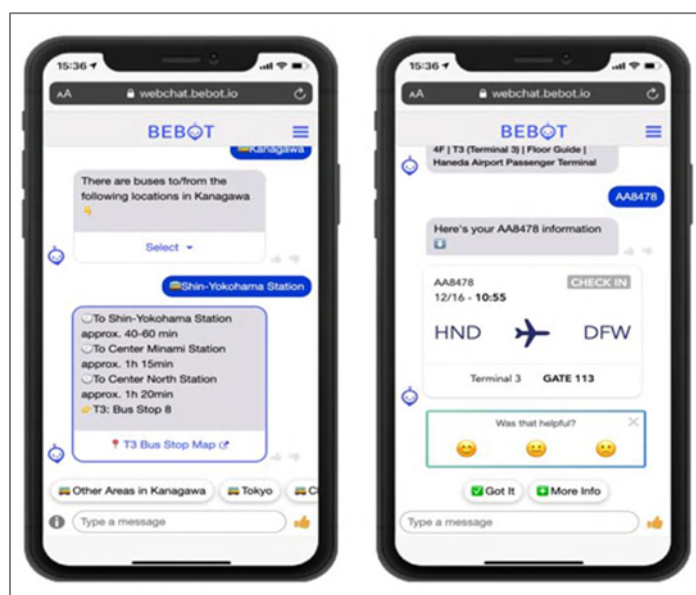 15:36
AA
webchat.bebot.io
BEBOT
Kanagawa
There are buses to/from the
following locations in Kanagawa
Select
Shin-Yokohama Station
To Shin-Yokohama Station
approx. 40-60 min
To Center Minami Station
approx. 1h 15min
To Center North Station
approx. 1h 20min
T3: Bus Stop 8
T3 Bus Stop Map
Other Areas in Kanagawa
Tokyo
Type a message
15:36
AA
webchat.bebot.io
BEBOT
4F | T3 (Terminal 3) | Floor Guide |
Haneda Airport Passenger Terminal
AA8478
Here's your AA8478 information
AA8478
CHECK IN
12/16 - 10:55
HND
DFW
Terminal 3 GATE 113
Was that helpful?
Got It
More Info
Type a message